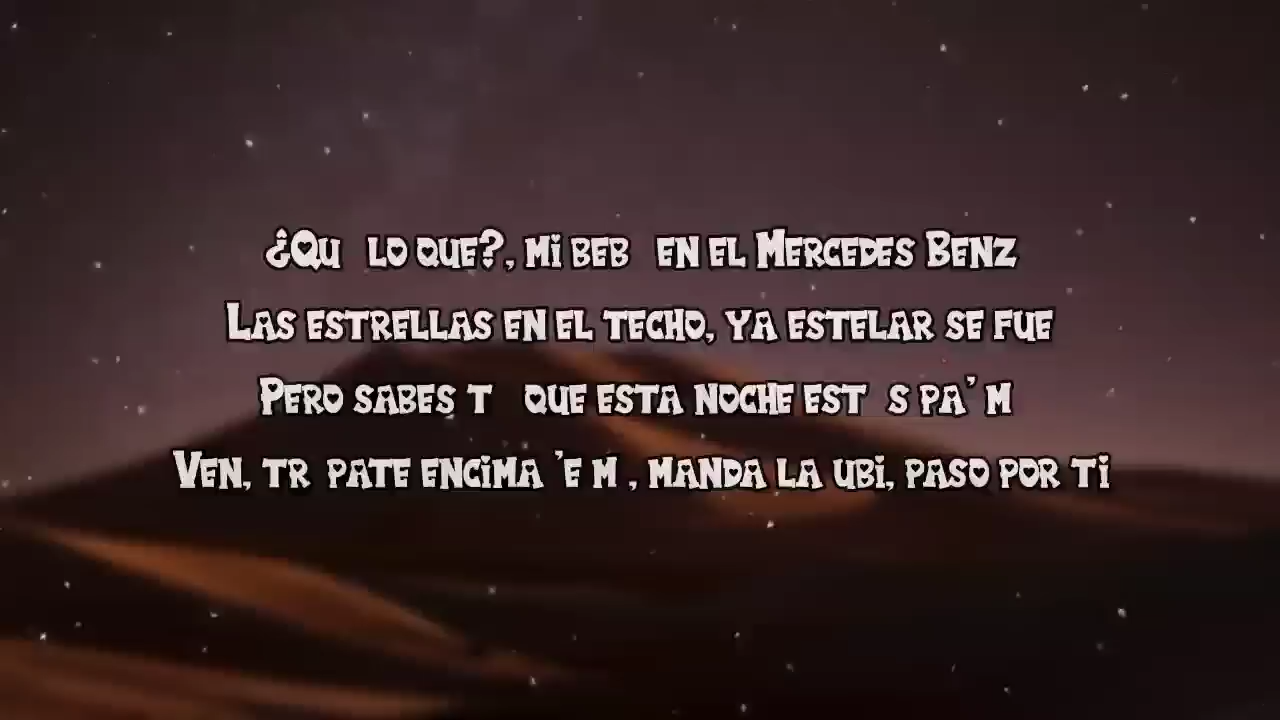 ¿Qu lo que?, mi beb en el Mercedes Benz
Las estrellas en el techo, ya estelar se fue
Pero sabes t que esta noche est s pa' m
Ven, tr pate encima 'e m , manda la ubi, paso por ti